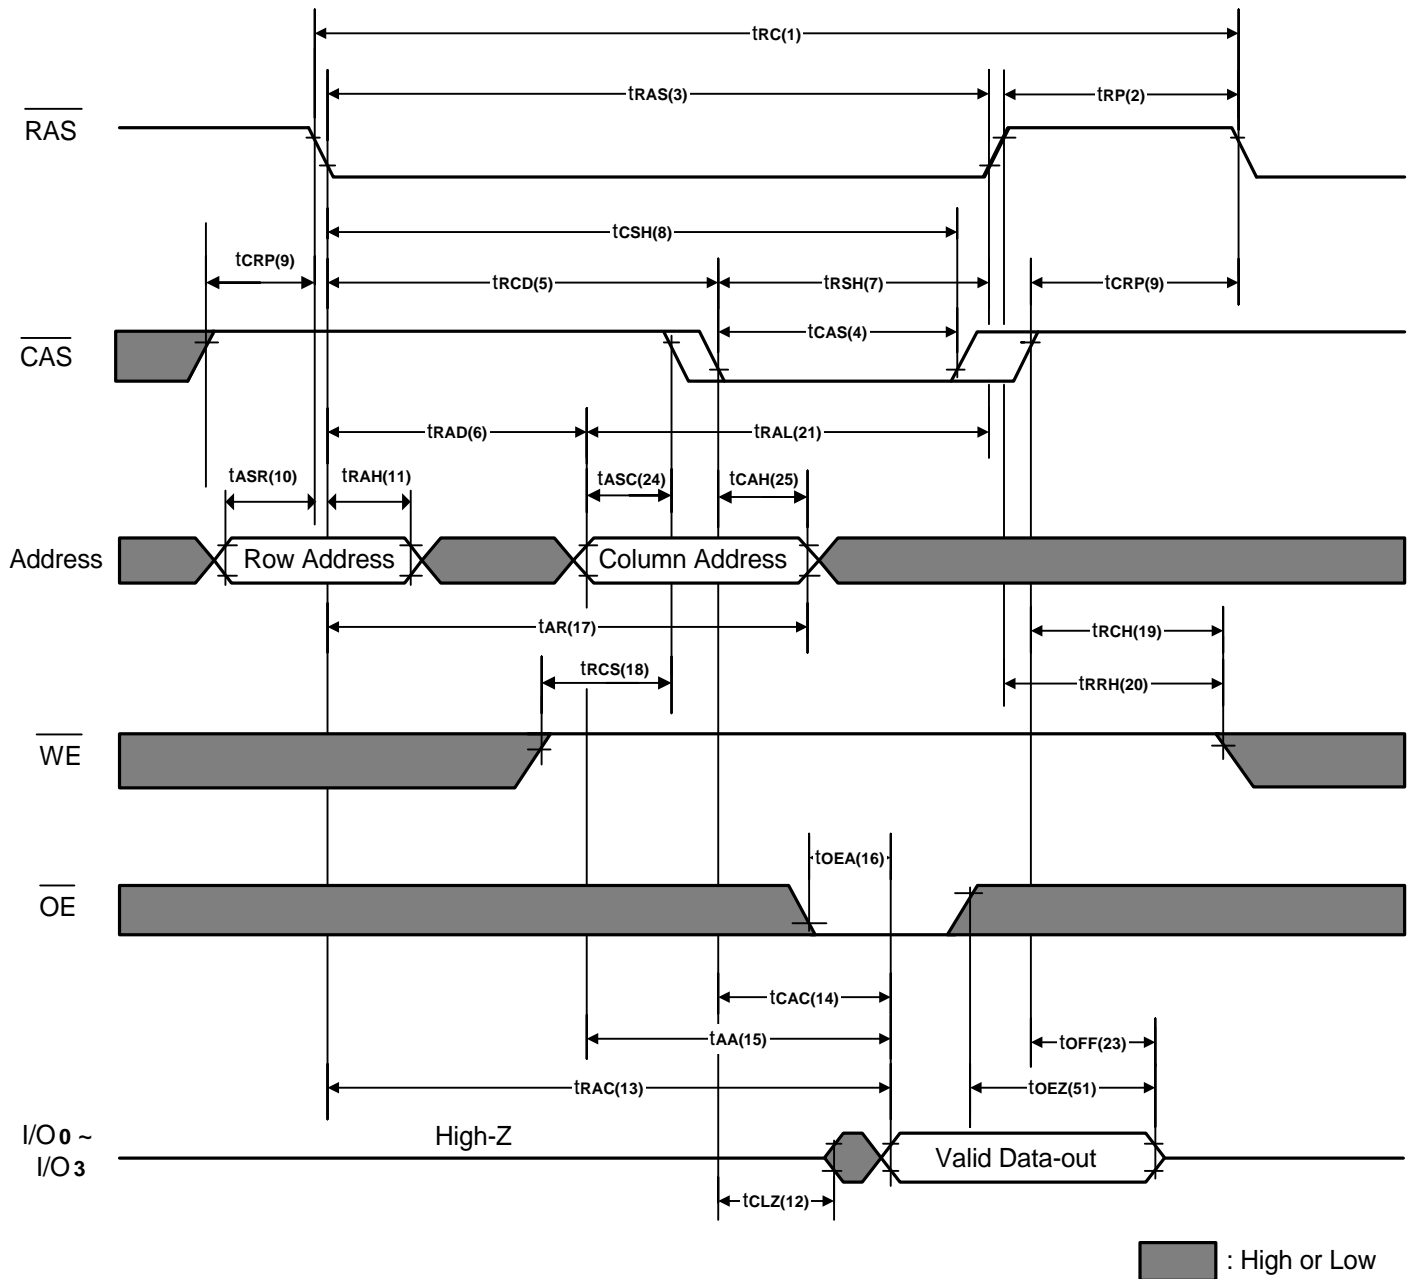 tRC(1)
tRAS(3)
tRP(2)
RAS
tCSH(8)
tCRP(9)
tRCD(5)
tRSH(7)
tCRP(9)
tCAS(4)
CAS
tRAD(6)
tRAL(21)
tASR(10)
tRAH(11)
tASC(24)
tCAH(25)
Address
Row Address
Column Address
tAR(17)
tRCH(19)
tRCS(18)
tRRH(20)
WE
tOEA(16)
OE
tCAC(14)
tAA(15)
tOFF(23)
tRAC(13)
tOEZ(51)
I/O0 ~
I/O3
High-Z
Valid Data-out
tCLZ(12)
: High or Low